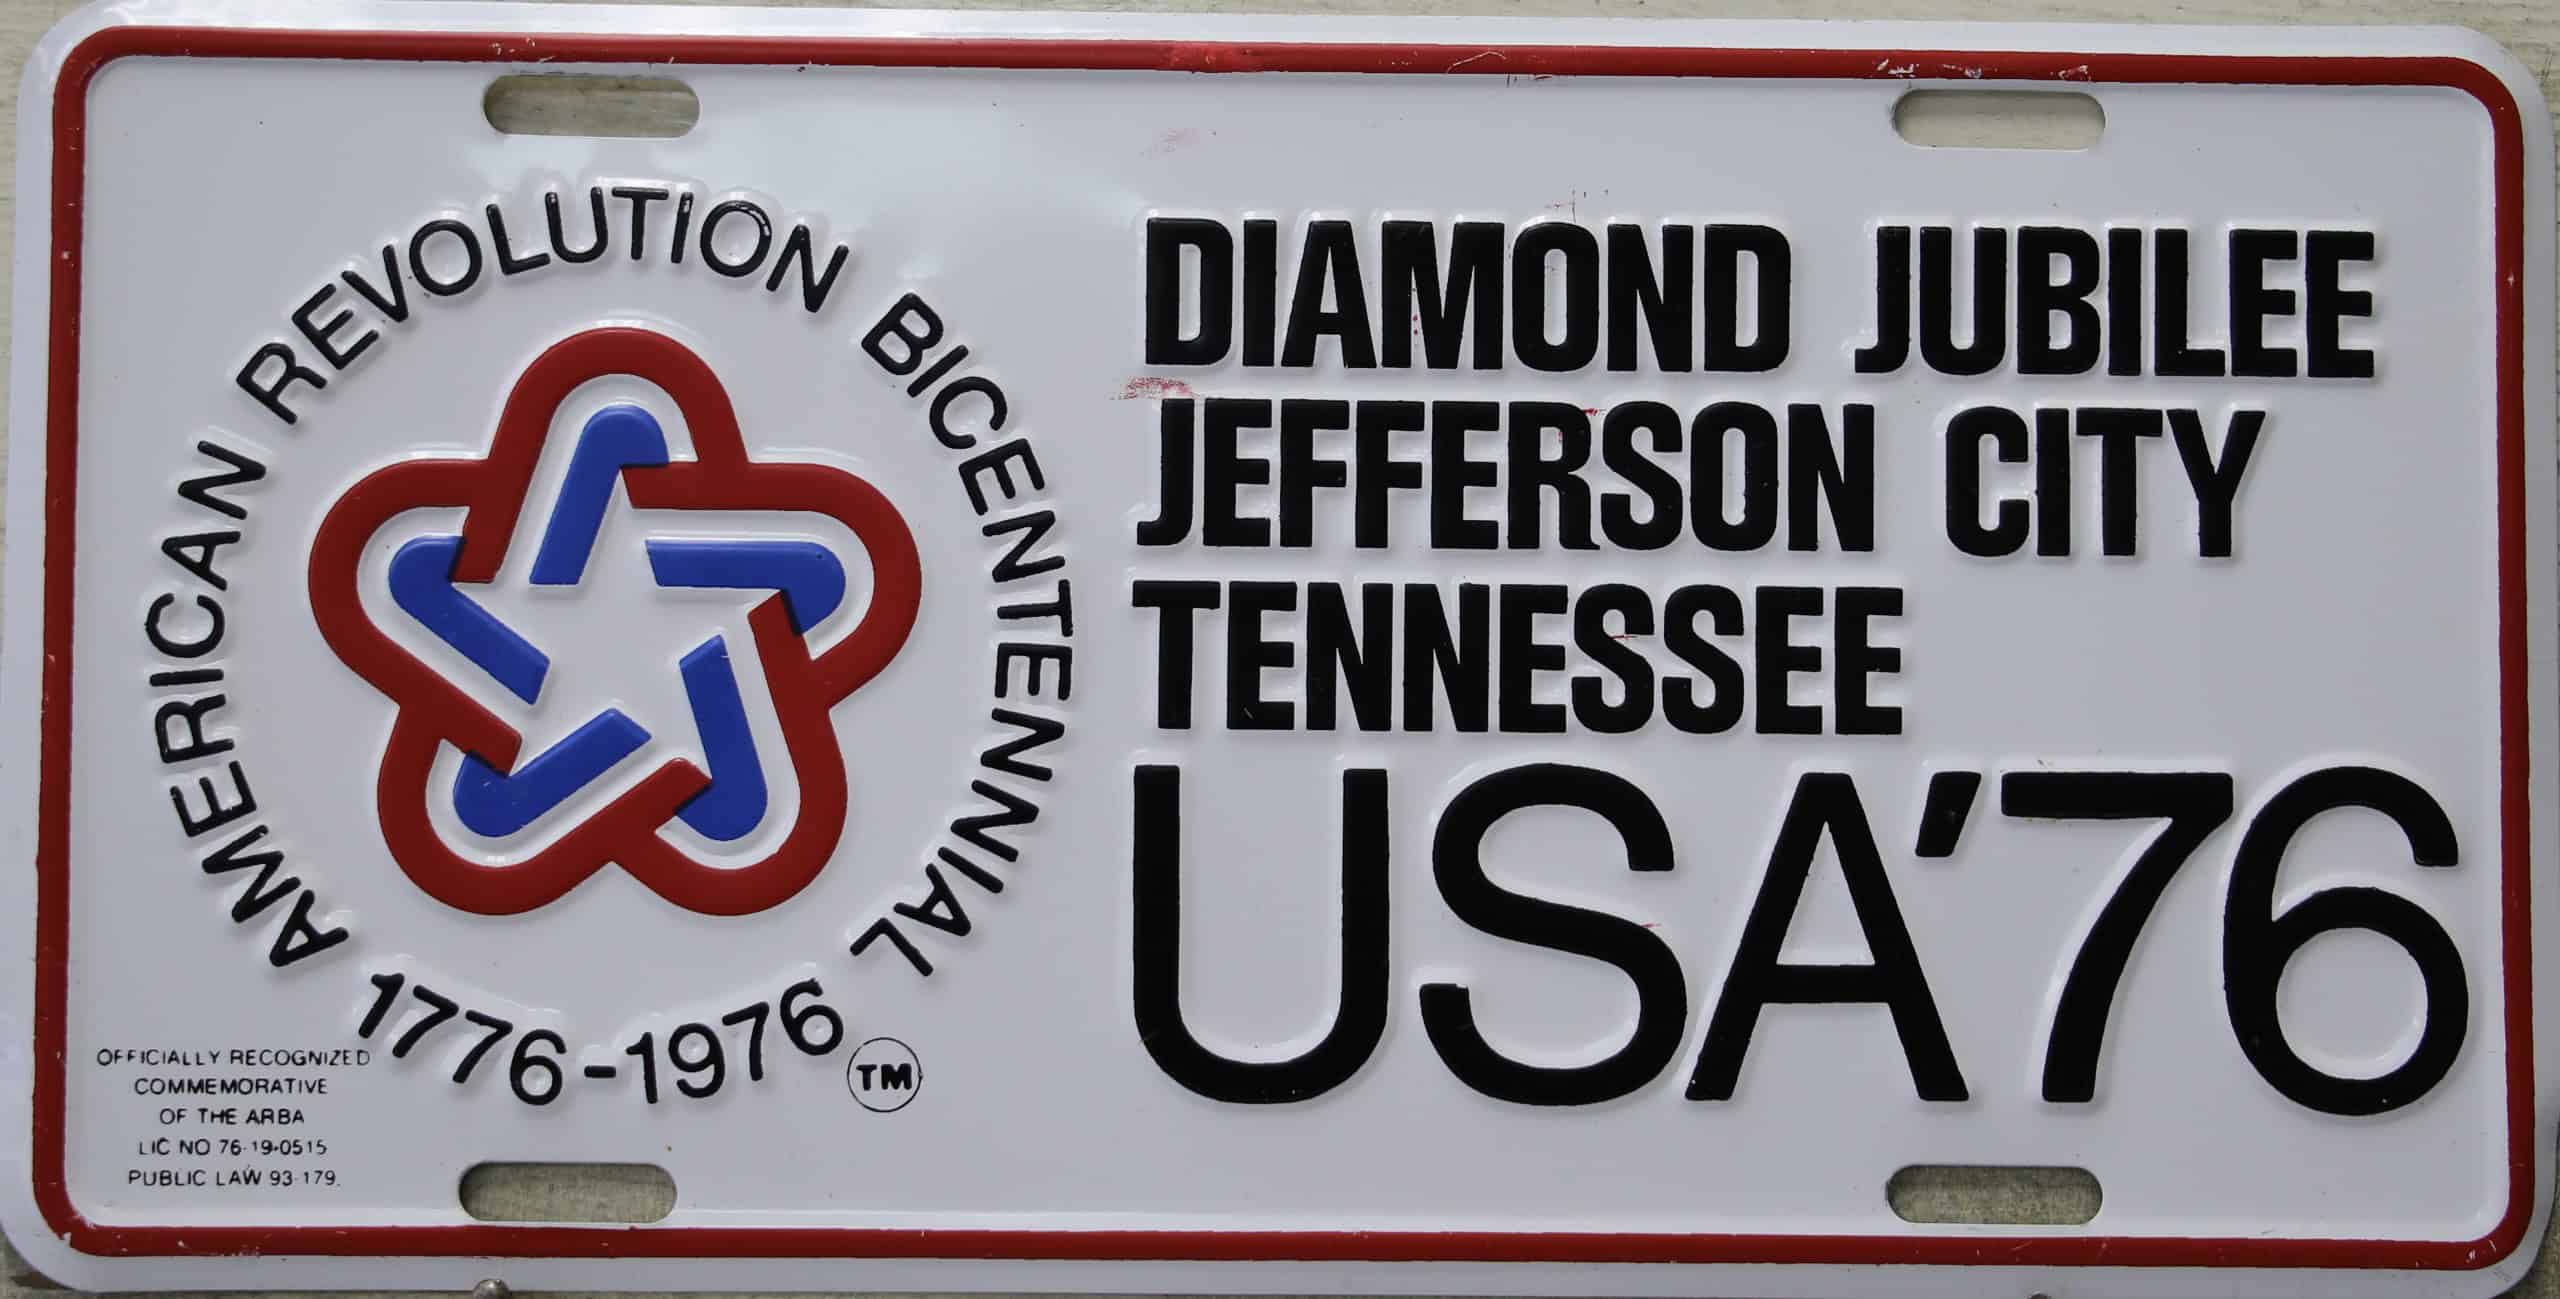 AMERICAN REVOLUTION BICENTENNIAL
1776-1976
TM
OFFICIALLY RECOGNIZED
COMMEMORATIVE
OF THE ARBA
LIC NO 76-19-0515
PUBLIC LAW 93-179.
DIAMOND JUBILEE
JEFFERSON CITY
TENNESSEE
USA'76